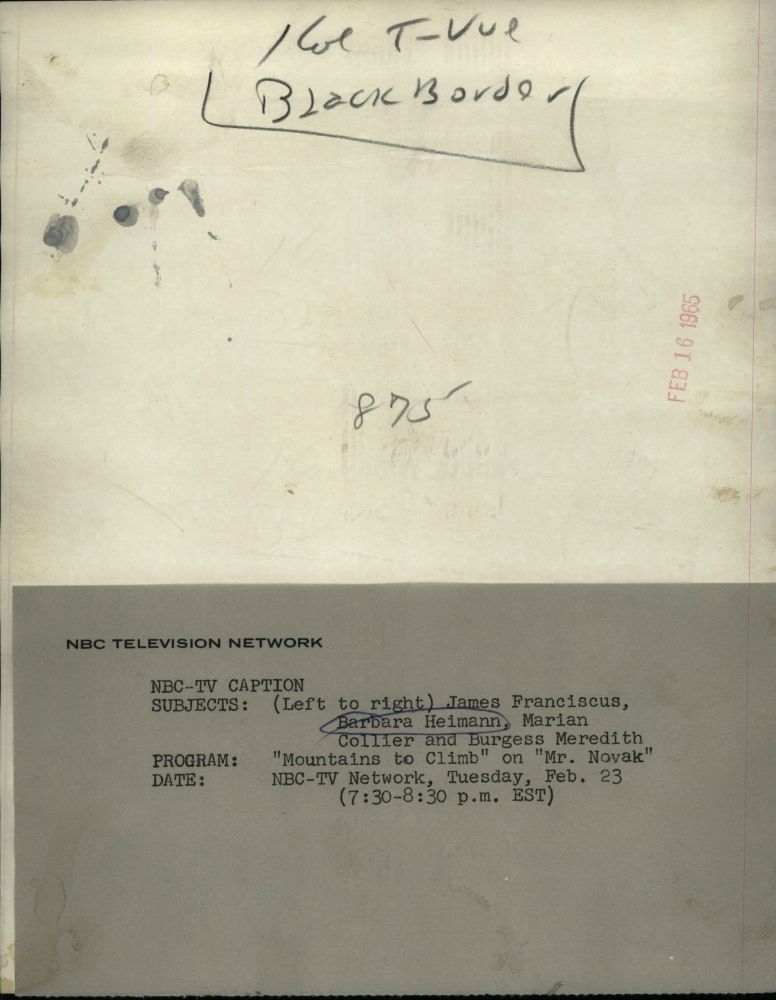 1 Col T-Vue
Black Border
FEB 16 1965
875
NBC TELEVISION NETWORK
NBC-TV CAPTION
SUBJECTS: (Left to right) James Franciscus,
Barbara Heimann, Marian
Collier and Burgess Meredith
PROGRAM: "Mountains to Climb" on "Mr. Novak"
DATE: NBC-TV Network, Tuesday, Feb. 23
(7:30-8:30 p.m. EST)